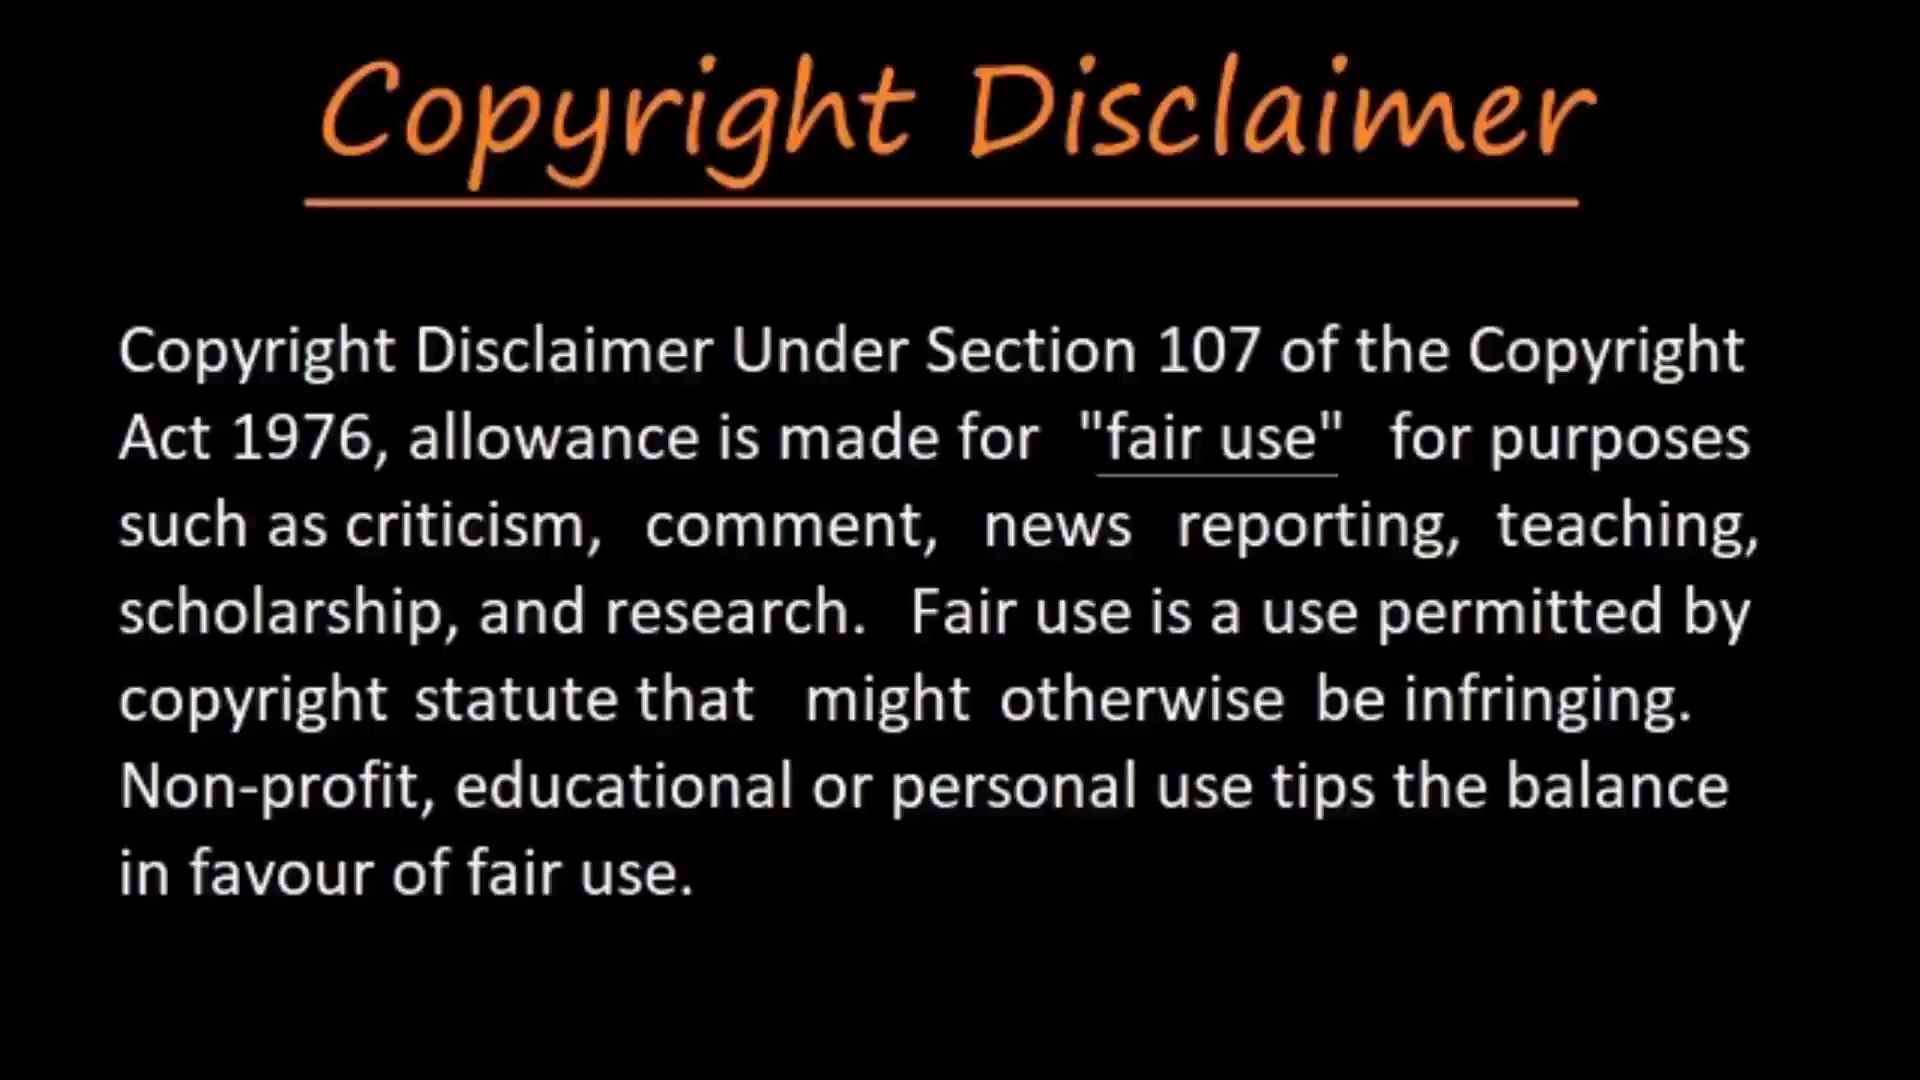 Copyright Disclaimer
Copyright Disclaimer Under Section 107 of the Copyright
Act 1976, allowance is made for "fair use" for purposes
such as criticism, comment, news reporting, teaching,
scholarship, and research. Fair use is a use permitted by
copyright statute that might otherwise be infringing.
Non-profit, educational or personal use tips the balance
in favour of fair use.